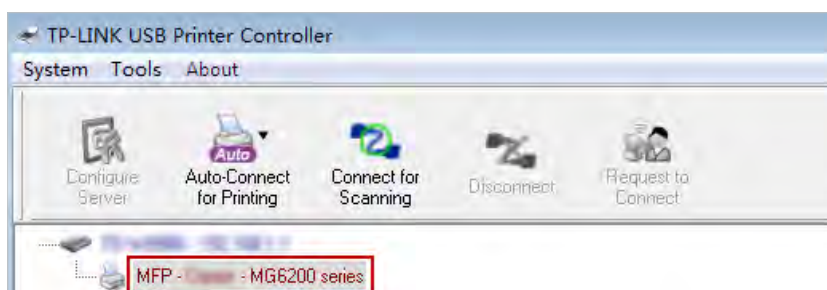 TP-LINK USB Printer Controller
System Tools About
Auto
Configure Server
Auto-Connect for Printing
Connect for Scanning
Disconnect
Request to Connect
MFP - - MG6200 series